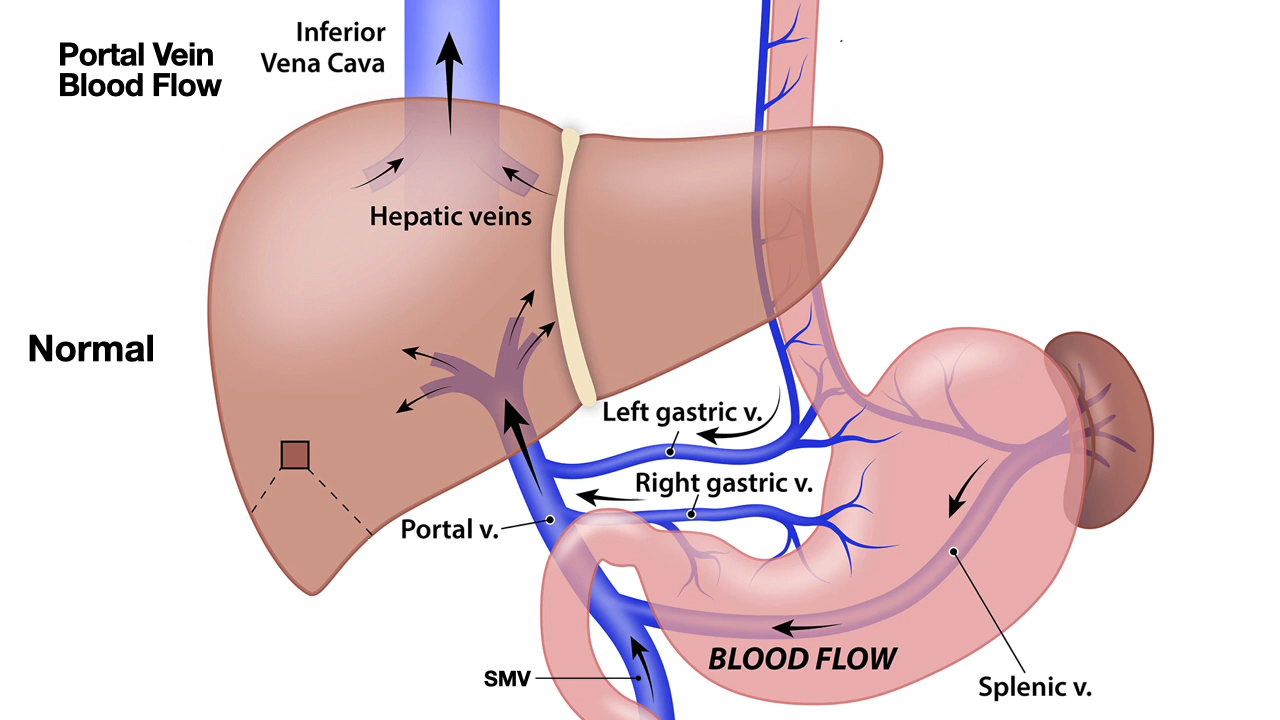 Portal Vein
Blood Flow
Inferior
Vena Cava
Hepatic veins
Normal
Left gastric v.
Right gastric v.
Portal v.
BLOOD FLOW
SMV
Splenic v.